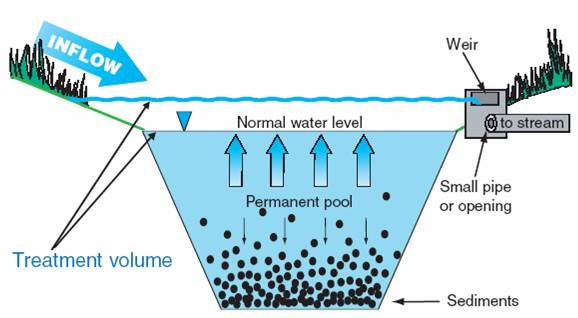 INFLOW
Weir
Normal water level
to stream
Permanent pool
Small pipe
or opening
Treatment volume
Sediments